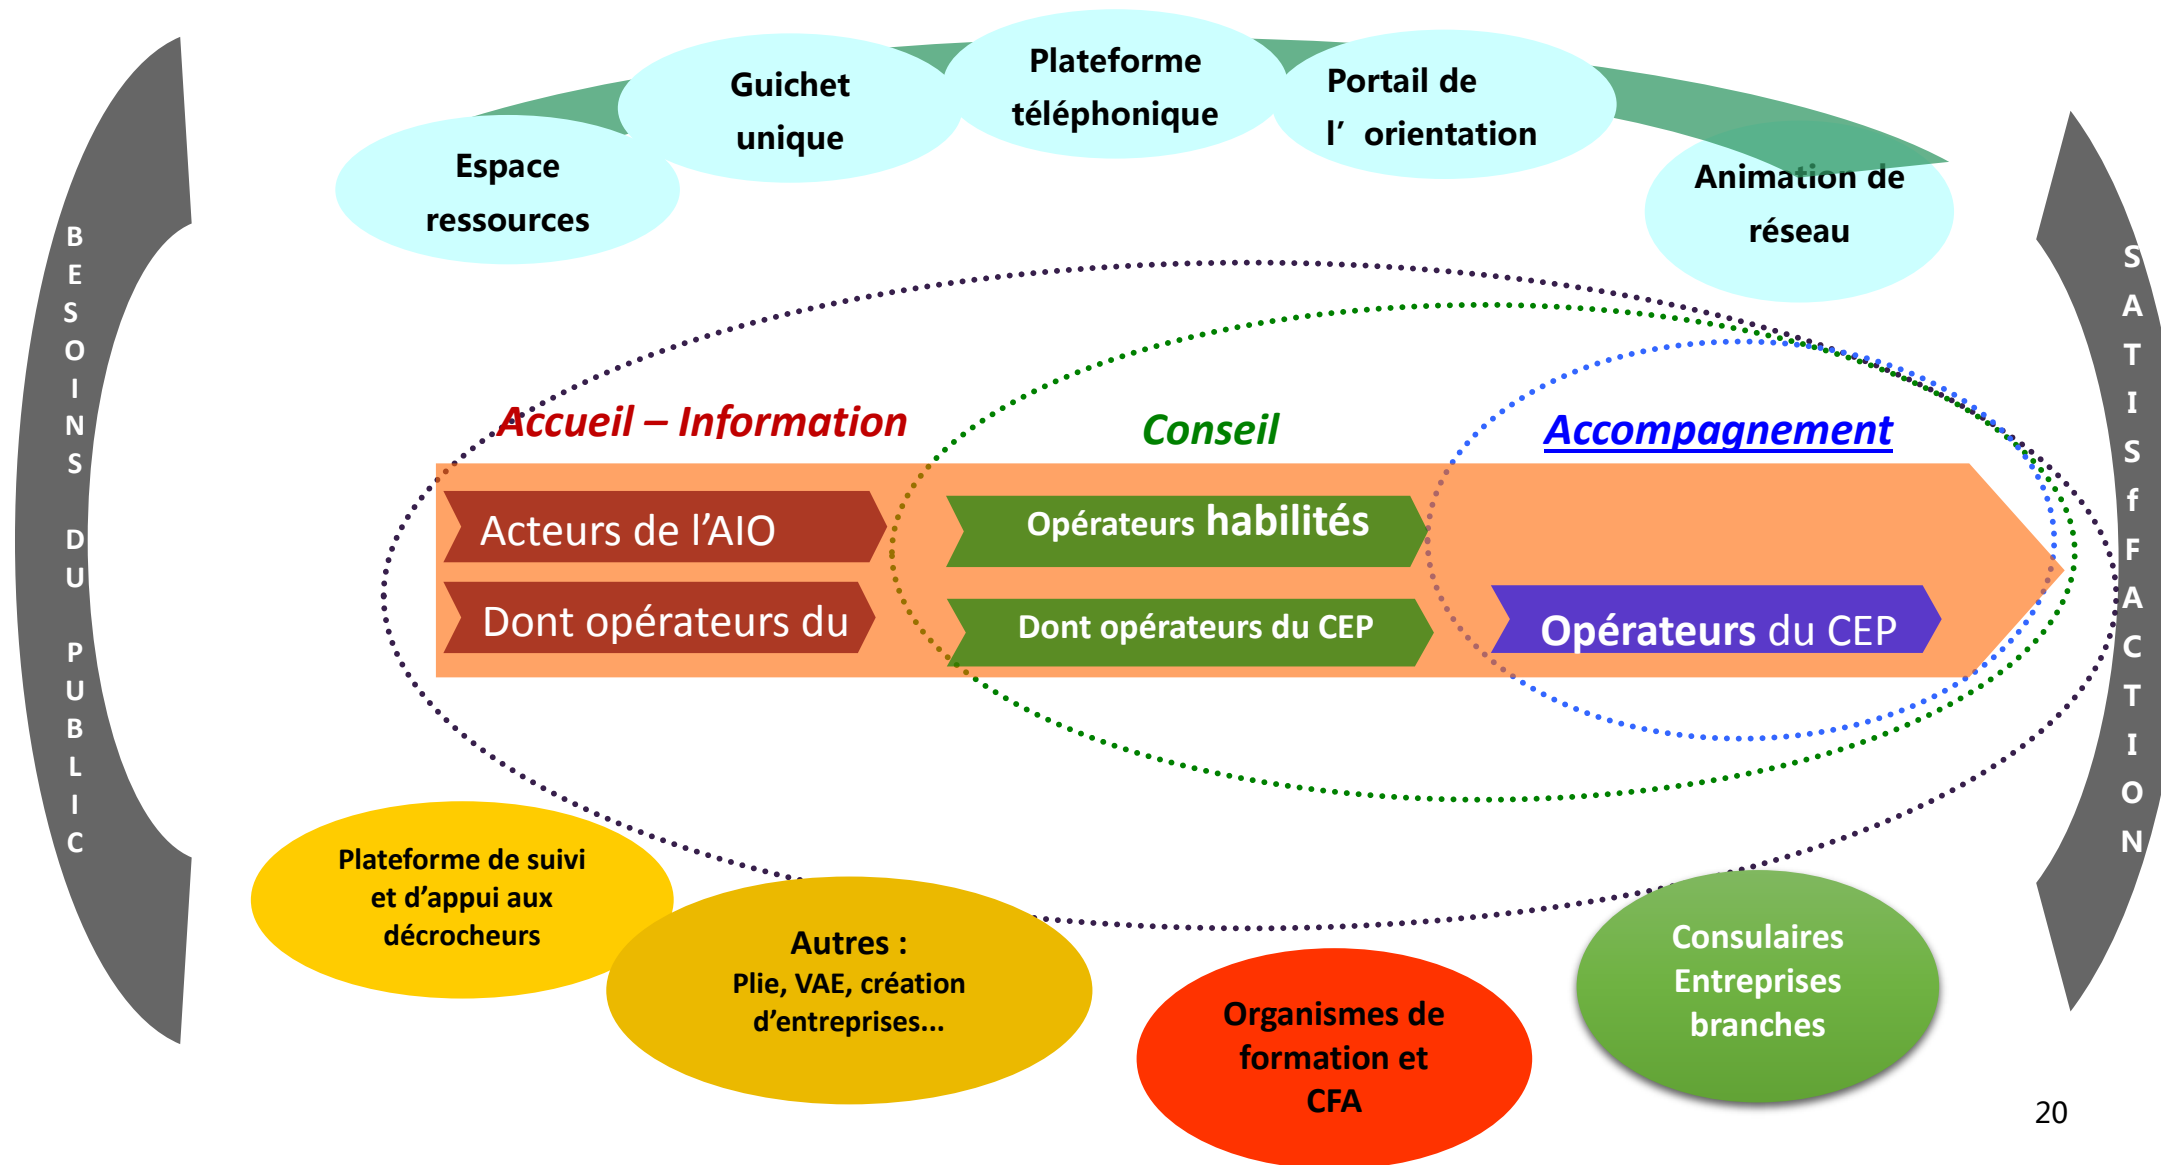 BESOINS DU PUBLIC
Espace
ressources
Guichet
unique
Plateforme
téléphonique
Portail de
l’ orientation
Animation de
réseau
Accueil – Information
Conseil
Accompagnement
Acteurs de l’AIO
Opérateurs habilités
Dont opérateurs du
Dont opérateurs du CEP
Opérateurs du CEP
Plateforme de suivi
et d’appui aux
décrocheurs
Autres :
Plie, VAE, création
d’entreprises...
Organismes de
formation et
CFA
Consulaires
Entreprises
branches
SATISfFACTION
20